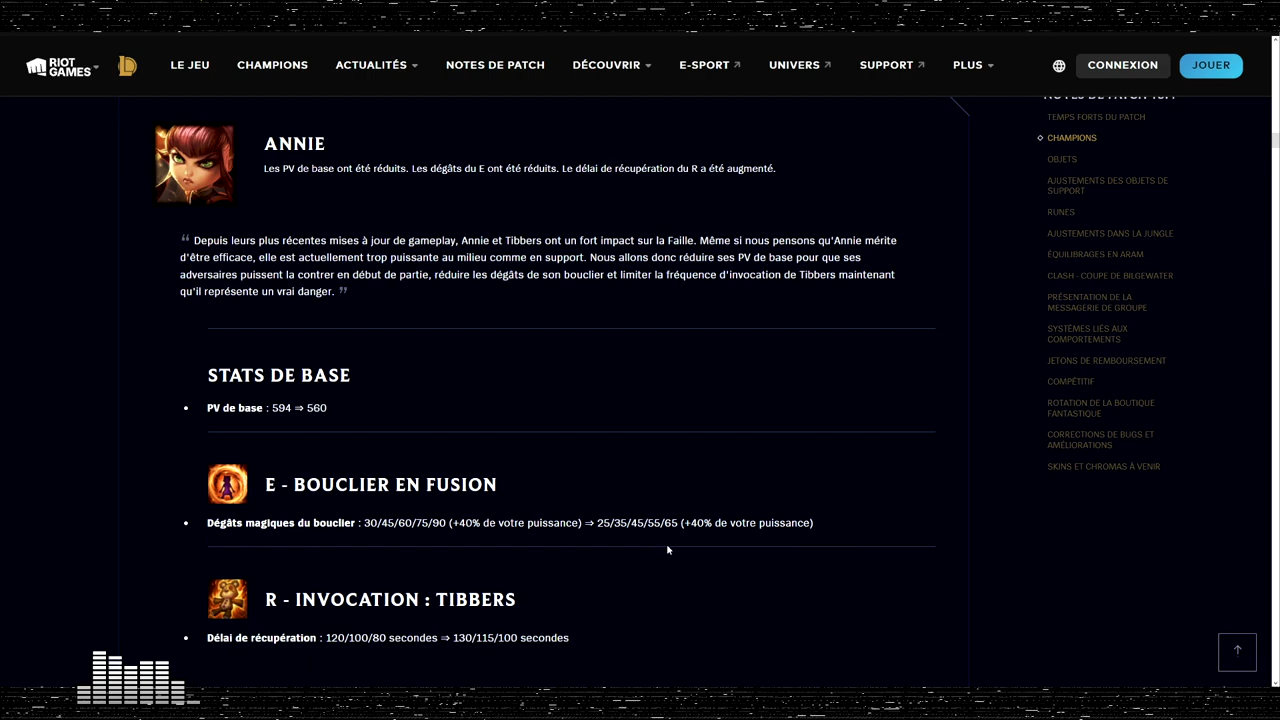 RIOT GAMES
LE JEU CHAMPIONS ACTUALITÉS NOTES DE PATCH DÉCOUVRIR E-SPORT UNIVERS SUPPORT PLUS CONNEXION JOUER
ANNIE
Les PV de base ont été réduits. Les dégâts du E ont été réduits. Le délai de récupération du R a été augmenté.
“ Depuis leurs plus récentes mises à jour de gameplay, Annie et Tibbers ont un fort impact sur la Faille. Même si nous pensons qu'Annie mérite
d'être efficace, elle est actuellement trop puissante au milieu comme en support. Nous allons donc réduire ses PV de base pour que ses
adversaires puissent la contrer en début de partie, réduire les dégâts de son bouclier et limiter la fréquence d'invocation de Tibbers maintenant
qu'il représente un vrai danger. ”
STATS DE BASE
• PV de base : 594 ⇒ 560
E - BOUCLIER EN FUSION
• Dégâts magiques du bouclier : 30/45/60/75/90 (+40% de votre puissance) ⇒ 25/35/45/55/65 (+40% de votre puissance)
R - INVOCATION : TIBBERS
• Délai de récupération : 120/100/80 secondes ⇒ 130/115/100 secondes
NOTES DE PATCH
TEMPS FORTS DU PATCH
CHAMPIONS
OBJETS
AJUSTEMENTS DES OBJETS DE
SUPPORT
RUNES
AJUSTEMENTS DANS LA JUNGLE
ÉQUILIBRAGES EN ARAM
CLASH - COUPE DE BILGEWATER
PRÉSENTATION DE LA
MESSAGERIE DE GROUPE
SYSTÈMES LIÉS AUX
COMPORTEMENTS
JETONS DE REMBOURSEMENT
COMPÉTITIF
ROTATION DE LA BOUTIQUE
FANTASTIQUE
CORRECTIONS DE BUGS ET
AMÉLIORATIONS
SKINS ET CHROMAS À VENIR